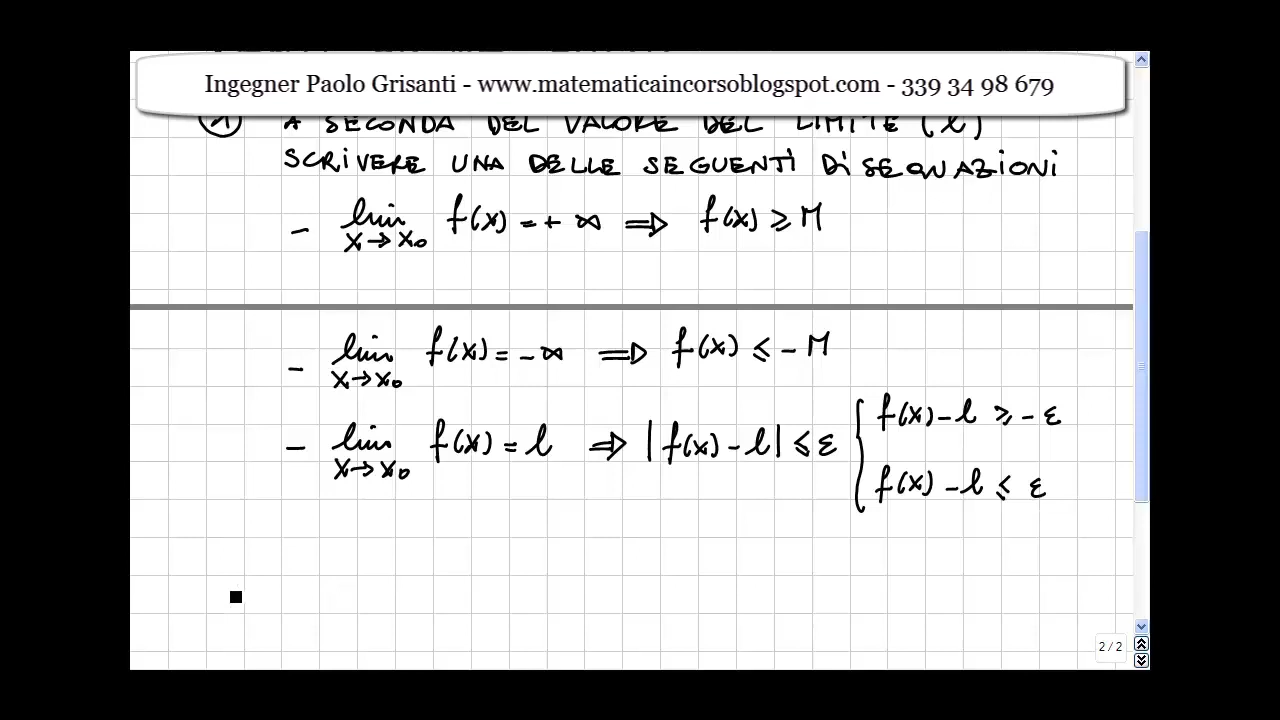 Ingegner Paolo Grisanti - www.matematicaincorsoblogspot.com - 339 34 98 679
① A SECONDA DEL VALORE DEL LIMITE (l)
SCRIVERE UNA DELLE SEGUENTI DISEQUAZIONI
- lim x→x₀ f(x) = +∞ ⇒ f(x) ≥ M
- lim x→x₀ f(x) = -∞ ⇒ f(x) ≤ -M
- lim x→x₀ f(x) = l ⇒ |f(x) - l| ≤ ε { f(x) - l ≥ -ε
f(x) - l ≤ ε
2 / 2